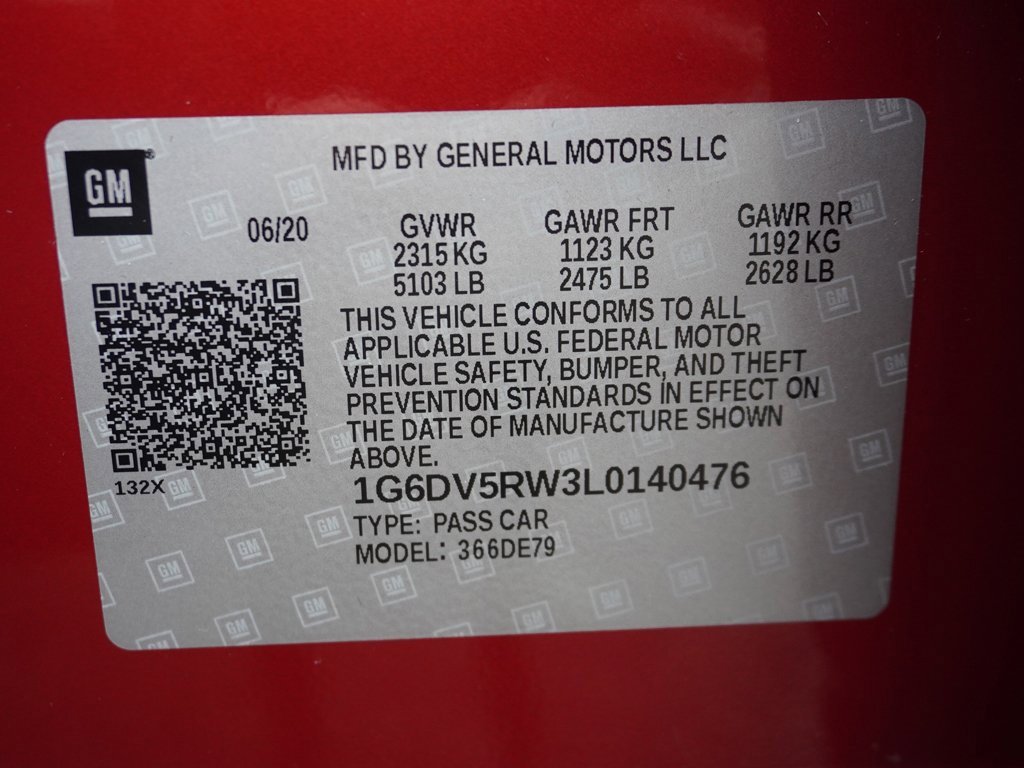 GM
MFD BY GENERAL MOTORS LLC
06/20
GVWR GAWR FRT GAWR RR
2315 KG 1123 KG 1192 KG
5103 LB 2475 LB 2628 LB
THIS VEHICLE CONFORMS TO ALL
APPLICABLE U.S. FEDERAL MOTOR
VEHICLE SAFETY, BUMPER, AND THEFT
PREVENTION STANDARDS IN EFFECT ON
THE DATE OF MANUFACTURE SHOWN
ABOVE.
132X
1G6DV5RW3L0140476
TYPE: PASS CAR
MODEL: 366DE79